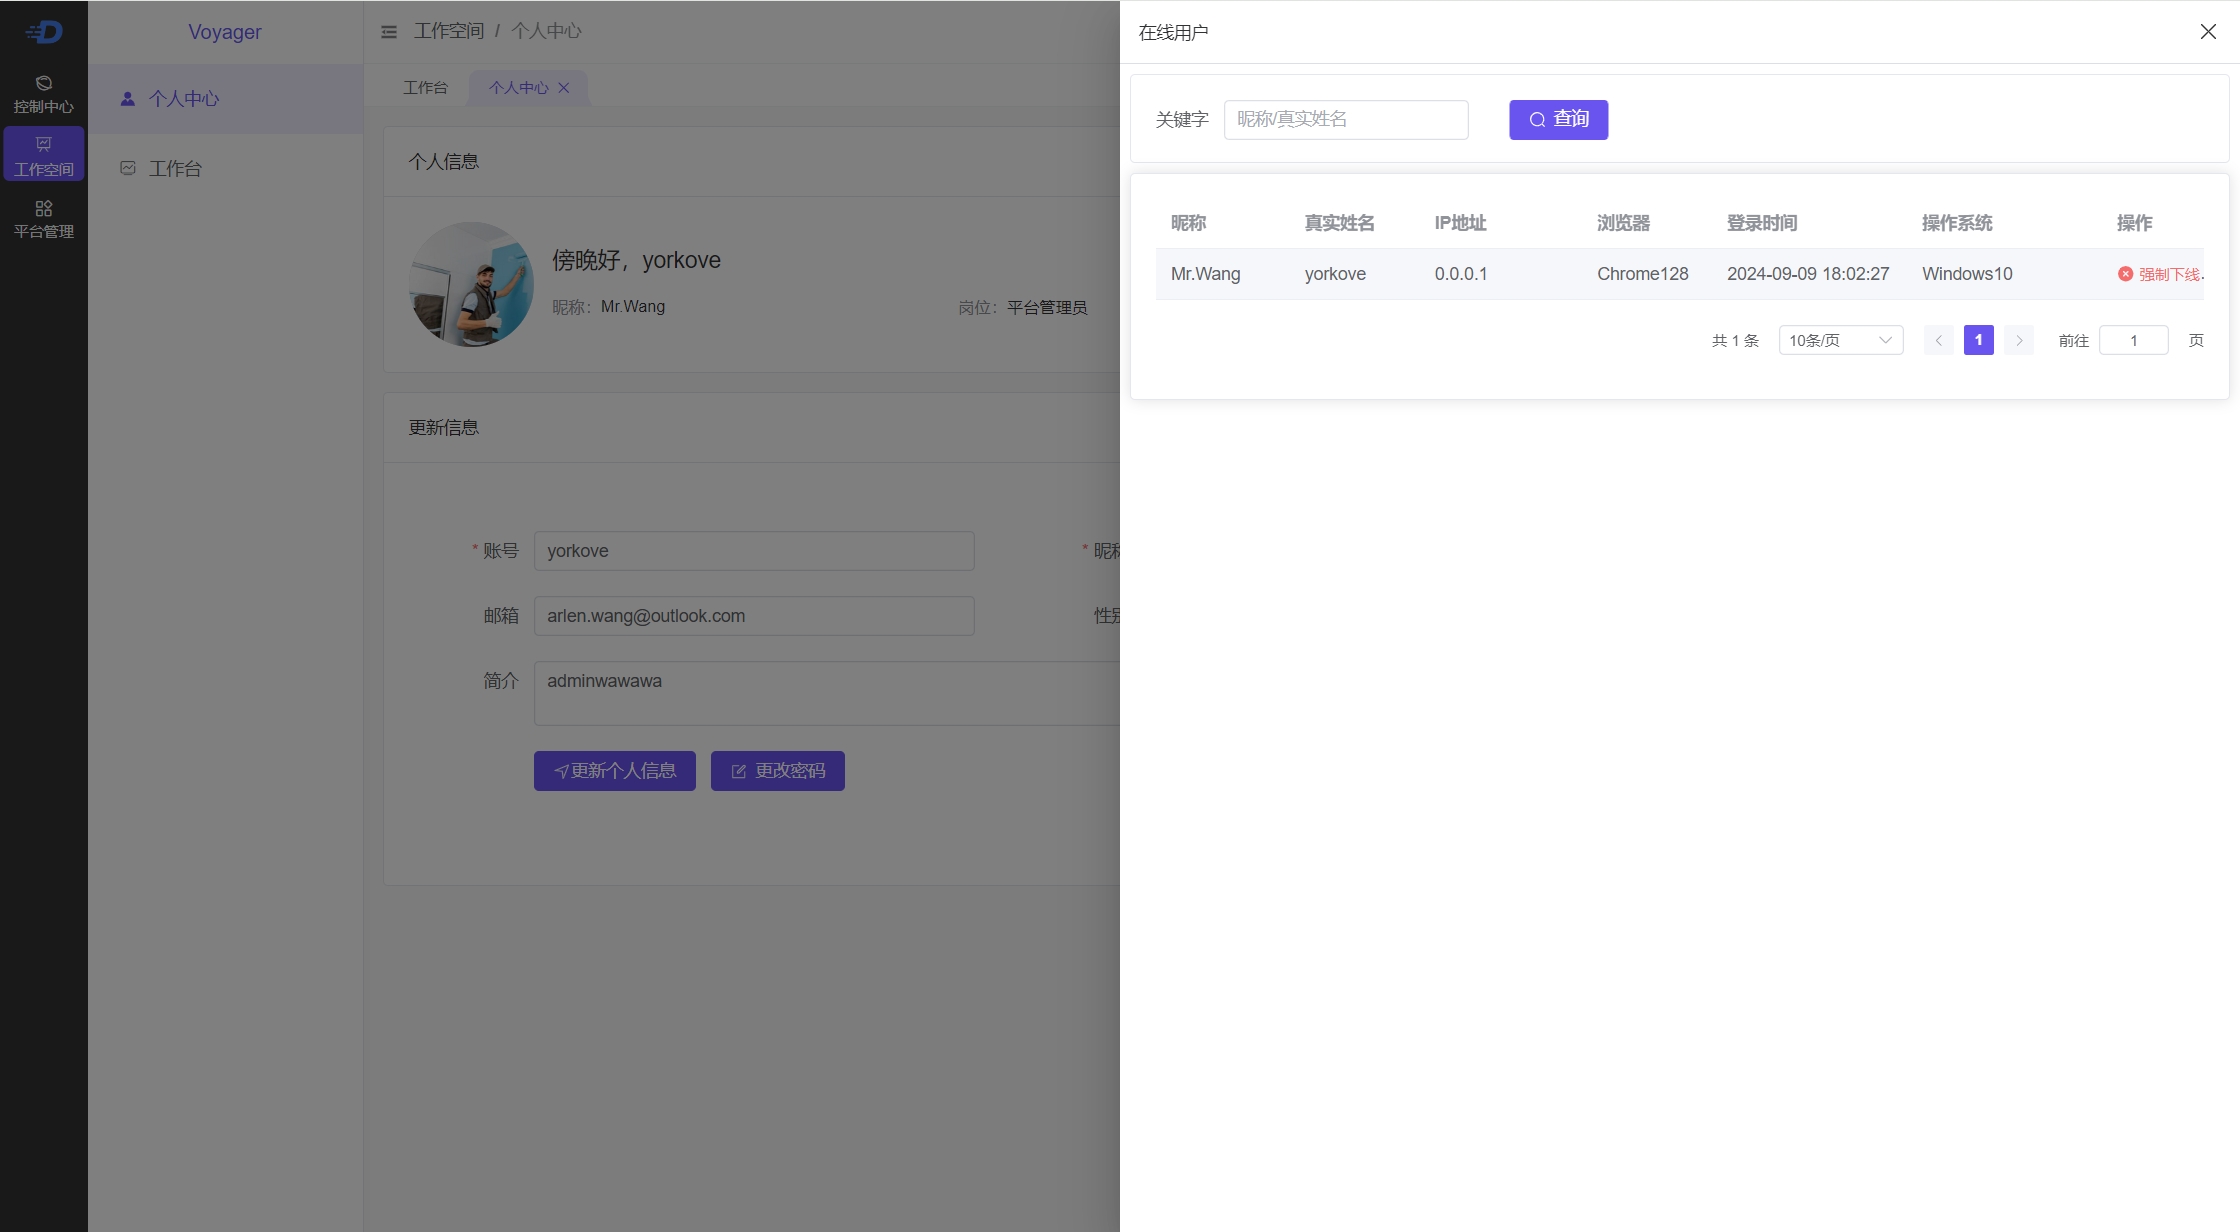 Voyager
控制中心
工作空间
平台管理
个人中心
工作台
工作空间 / 个人中心
工作台
个人中心
个人信息
傍晚好，yorkove
昵称：Mr.Wang
岗位：平台管理员
更新信息
* 账号 yorkove
* 昵称
邮箱 arlen.wang@outlook.com
性别
简介 adminwawawa
更新个人信息
更改密码
在线用户
关键字 昵称/真实姓名 查询
昵称 真实姓名 IP地址 浏览器 登录时间 操作系统 操作
Mr.Wang yorkove 0.0.0.1 Chrome128 2024-09-09 18:02:27 Windows10 强制下线
共 1 条 10条/页 1 前往 1 页